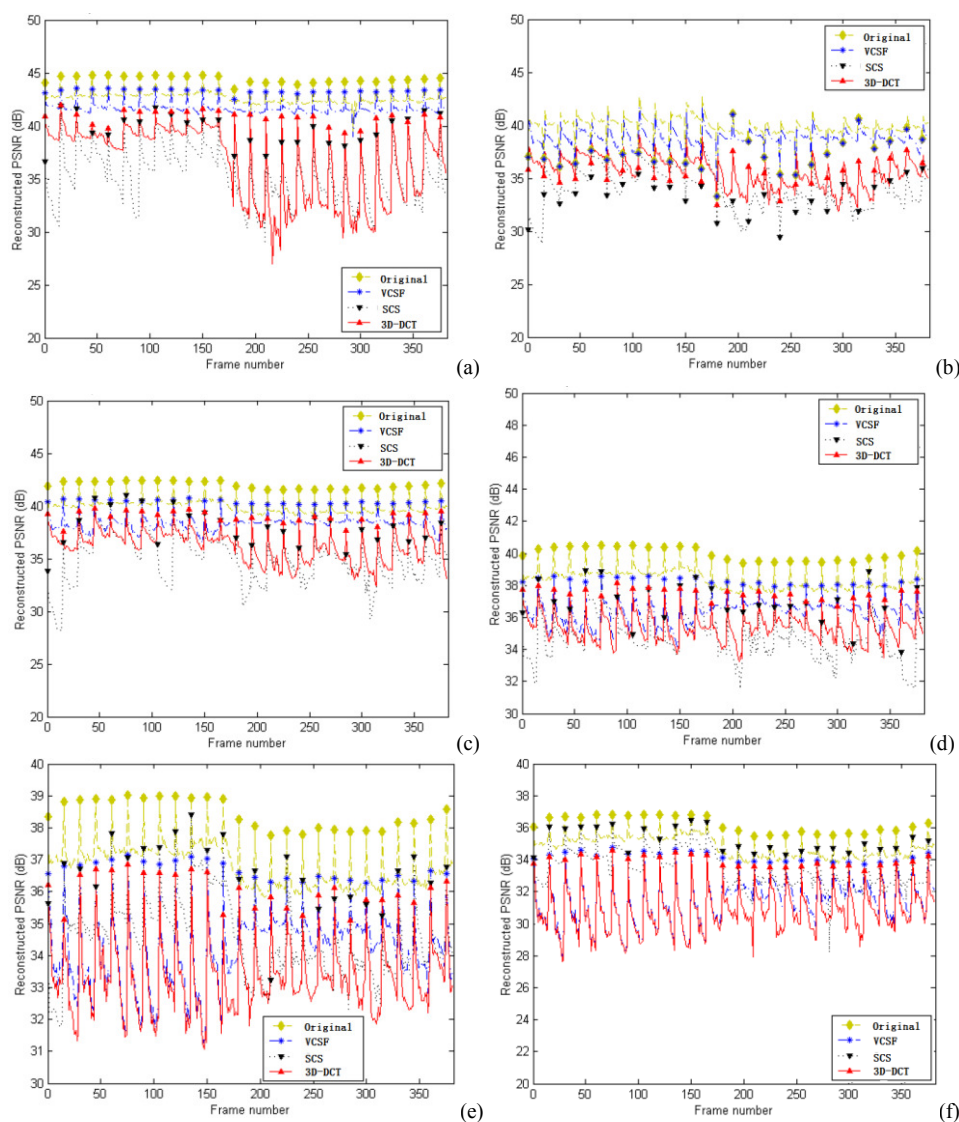 50
45
40
35
30
25
20
0 50 100 150 200 250 300 350
Reconstructed PSNR (dB)
Frame number
Original
VCSF
SCS
3D-DCT
(a)
50
45
40
35
30
25
20
0 50 100 150 200 250 300 350
Reconstructed PSNR (dB)
Frame number
Original
VCSF
SCS
3D-DCT
(b)
50
45
40
35
30
25
20
0 50 100 150 200 250 300 350
Reconstructed PSNR (dB)
Frame number
Original
VCSF
SCS
3D-DCT
(c)
50
48
46
44
42
40
38
36
34
32
30
0 50 100 150 200 250 300 350
Reconstructed PSNR (dB)
Frame number
Original
VCSF
SCS
3D-DCT
(d)
40
39
38
37
36
35
34
33
32
31
30
0 50 100 150 200 250 300 350
Reconstructed PSNR (dB)
Frame number
Original
VCSF
SCS
3D-DCT
(e)
40
38
36
34
32
30
28
26
24
22
20
0 50 100 150 200 250 300 350
Reconstructed PSNR (dB)
Frame number
Original
VCSF
SCS
3D-DCT
(f)